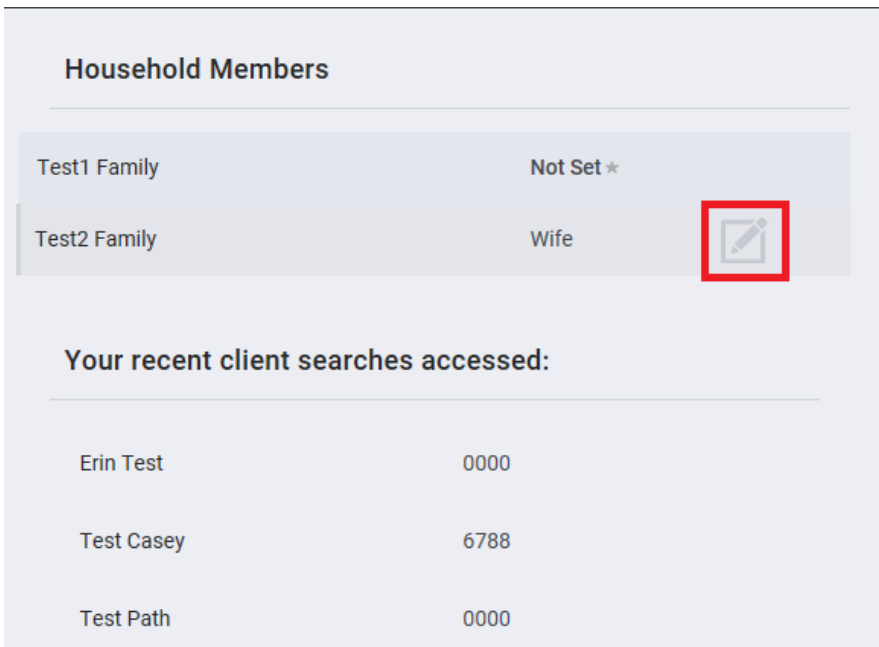 Household Members
Test1 Family Not Set ★
Test2 Family Wife
Your recent client searches accessed:
Erin Test 0000
Test Casey 6788
Test Path 0000